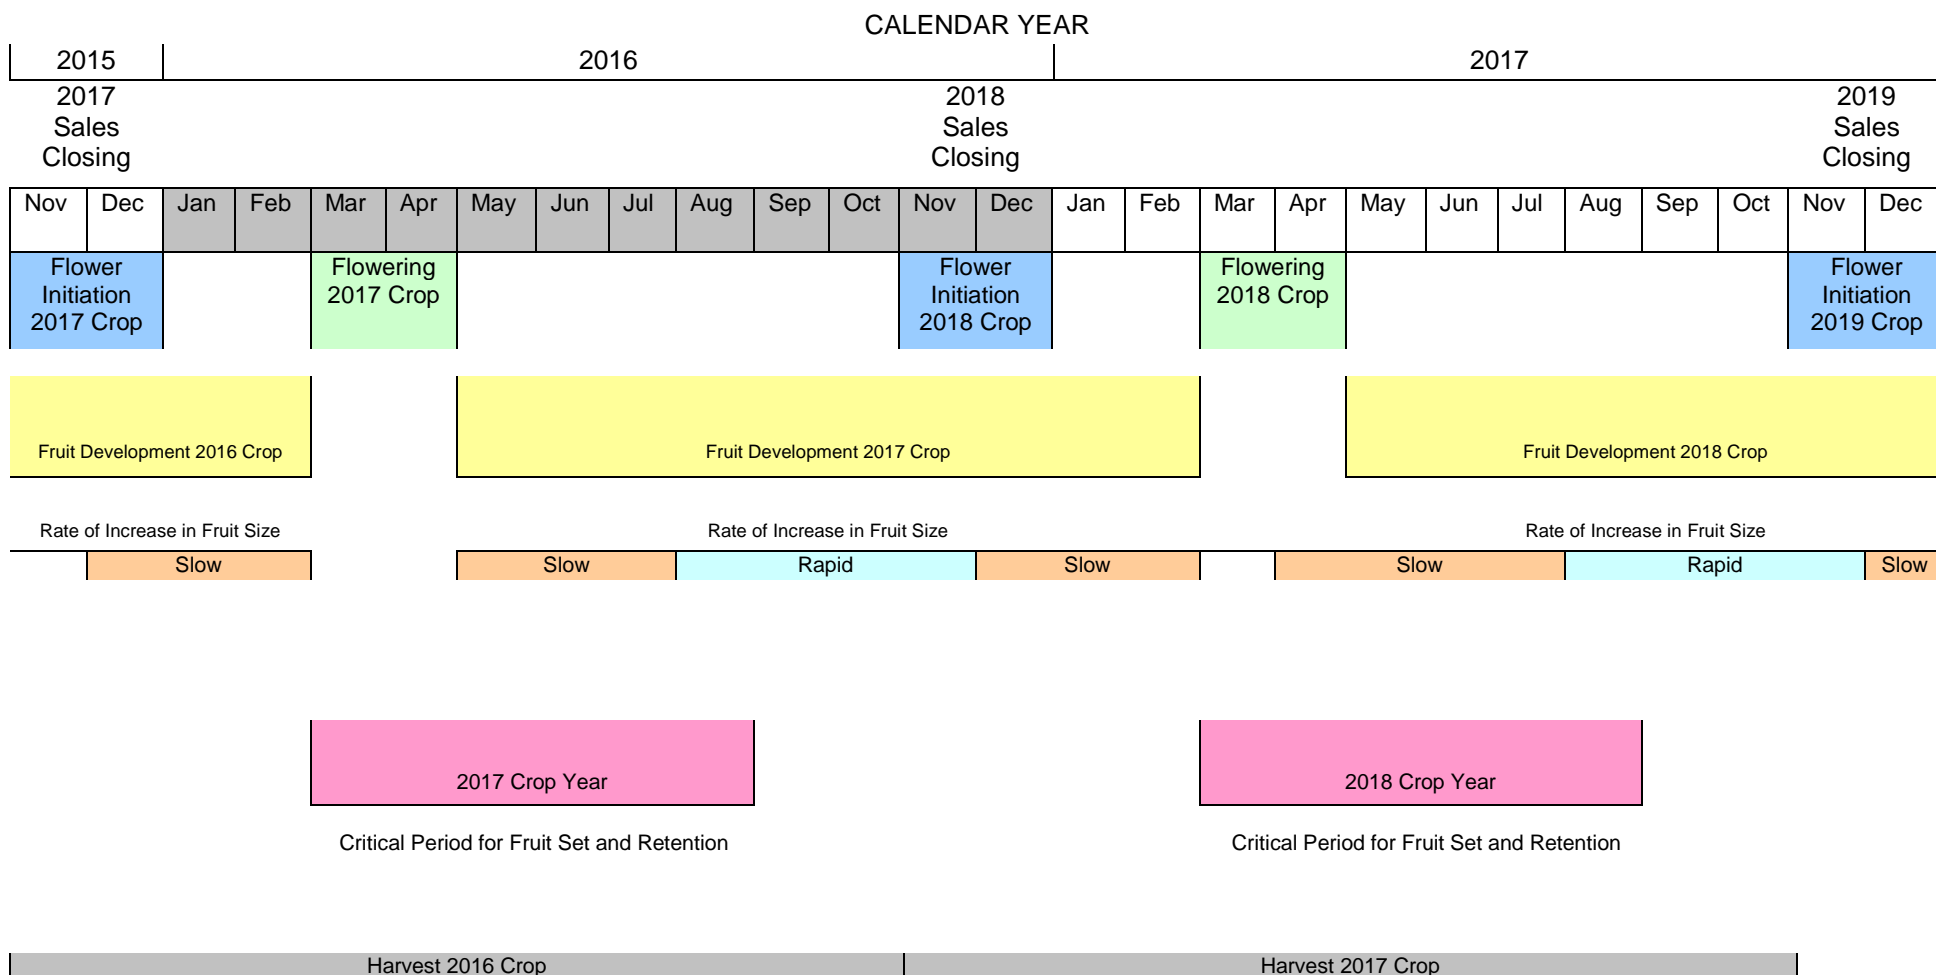 CALENDAR YEAR
2015 2016 2017
2017 2018 2019
Sales Sales Sales
Closing Closing Closing
Nov Dec Jan Feb Mar Apr May Jun Jul Aug Sep Oct Nov Dec Jan Feb Mar Apr May Jun Jul Aug Sep Oct Nov Dec
Flower Flowering Flower Flowering Flower
Initiation 2017 Crop Initiation 2018 Crop Initiation
2017 Crop 2018 Crop 2019 Crop
Fruit Development 2016 Crop Fruit Development 2017 Crop Fruit Development 2018 Crop
Rate of Increase in Fruit Size Rate of Increase in Fruit Size Rate of Increase in Fruit Size
Slow Slow Rapid Slow Slow Rapid Slow
2017 Crop Year 2018 Crop Year
Critical Period for Fruit Set and Retention Critical Period for Fruit Set and Retention
Harvest 2016 Crop Harvest 2017 Crop